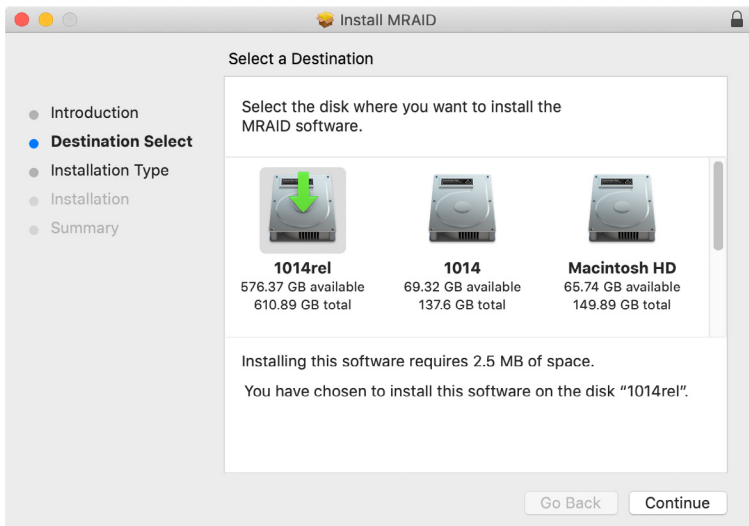 Install MRAID
Select a Destination
Introduction
Destination Select
Installation Type
Installation
Summary
Select the disk where you want to install the
MRAID software.
1014rel
576.37 GB available
610.89 GB total
1014
69.32 GB available
137.6 GB total
Macintosh HD
65.74 GB available
149.89 GB total
Installing this software requires 2.5 MB of space.
You have chosen to install this software on the disk “1014rel”.
Go Back
Continue